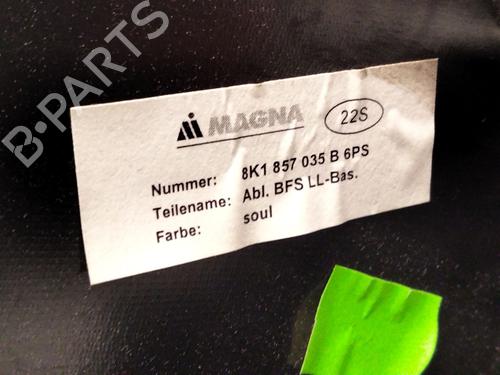 B-PARTS
MAGNA
22S
Nummer: 8K1 857 035 B 6PS
Teilename: Abl. BFS LL-Bas.
Farbe: soul